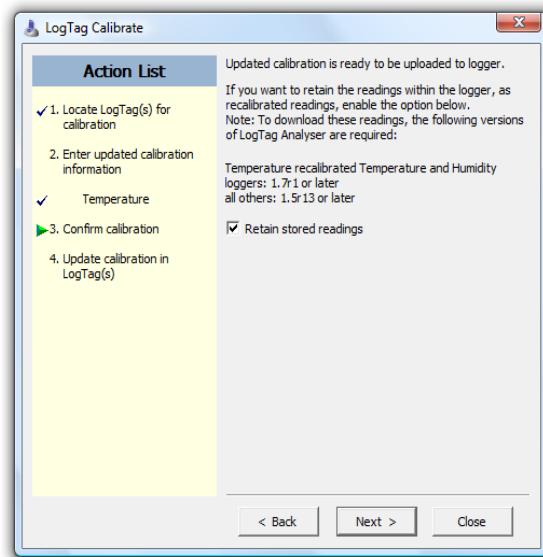 LogTag Calibrate
Action List
1. Locate LogTag(s) for
calibration
2. Enter updated calibration
information
Temperature
3. Confirm calibration
4. Update calibration in
LogTag(s)
Updated calibration is ready to be uploaded to logger.
If you want to retain the readings within the logger, as
recalibrated readings, enable the option below.
Note: To download these readings, the following versions
of LogTag Analyser are required:
Temperature recalibrated Temperature and Humidity
loggers: 1.7r1 or later
all others: 1.5r13 or later
Retain stored readings
< Back
Next >
Close